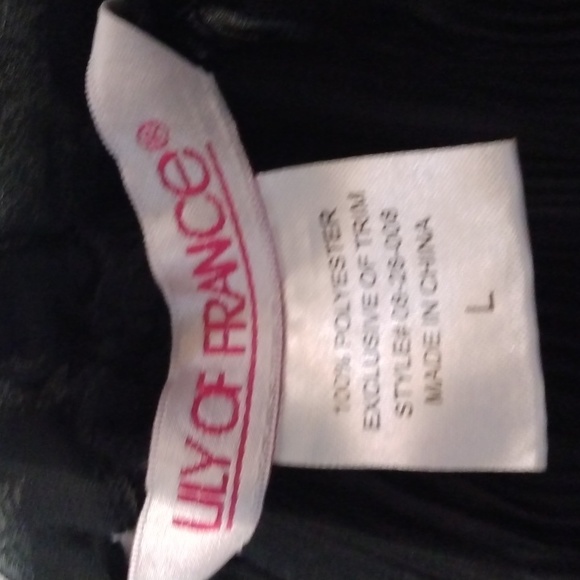 LILY OF FRANCE®
100% POLYESTER
EXCLUSIVE OF TRIM
STYLE# 08-28-008
MADE IN CHINA
L